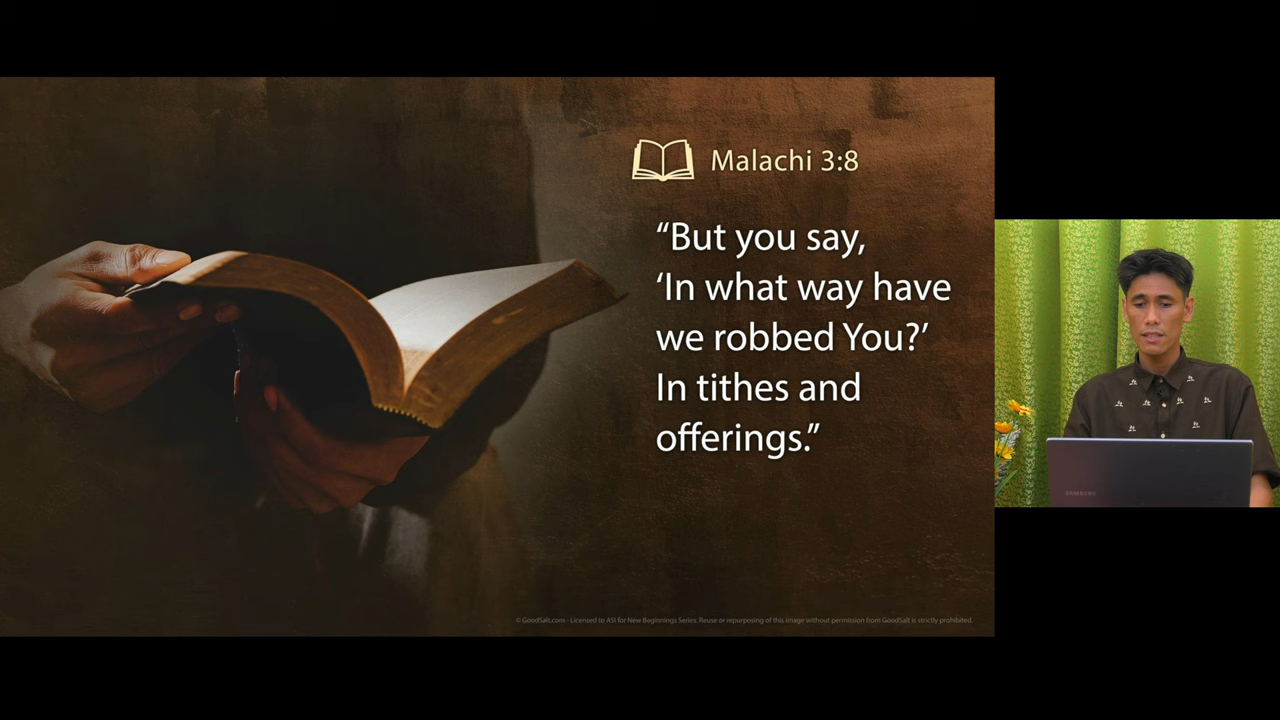 Malachi 3:8
“But you say,
‘In what way have
we robbed You?’
In tithes and
offerings.”
© GoodSalt.com - Licensed to ASI for New Beginnings Series. Reuse or repurposing of this image without permission from GoodSalt is strictly prohibited.
SAMSUNG